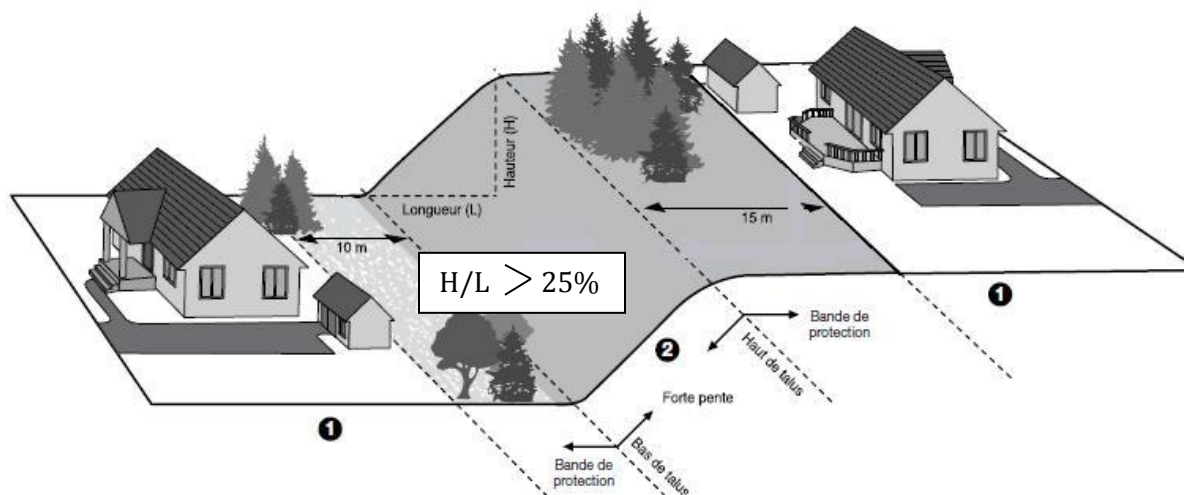 Hauteur (H)
Longueur (L)
15 m
10 m
H/L > 25%
❶
Bande de
protection
❷
Haut de talus
Forte pente
❶
Bas de talus
Bande de
protection